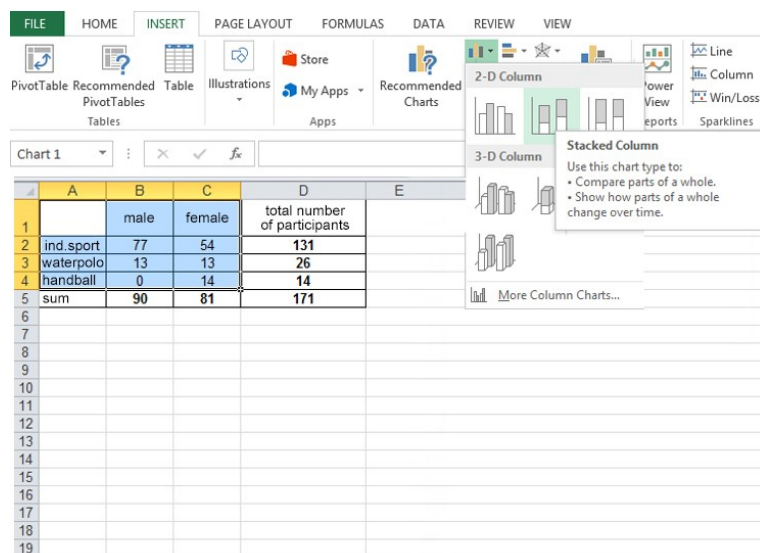 FILE HOME INSERT PAGE LAYOUT FORMULAS DATA REVIEW VIEW
PivotTable Recommended PivotTables Table
Tables
Illustrations
Store
My Apps
Apps
Recommended Charts
Line
Column
Win/Loss
Sparklines
2-D Column
3-D Column
More Column Charts...
Stacked Column
Use this chart type to:
• Compare parts of a whole.
• Show how parts of a whole
change over time.
Chart 1 fx
A B C D E
1 male female total number of participants
2 ind.sport 77 54 131
3 waterpolo 13 13 26
4 handball 0 14 14
5 sum 90 81 171
6
7
8
9
10
11
12
13
14
15
16
17
18
19